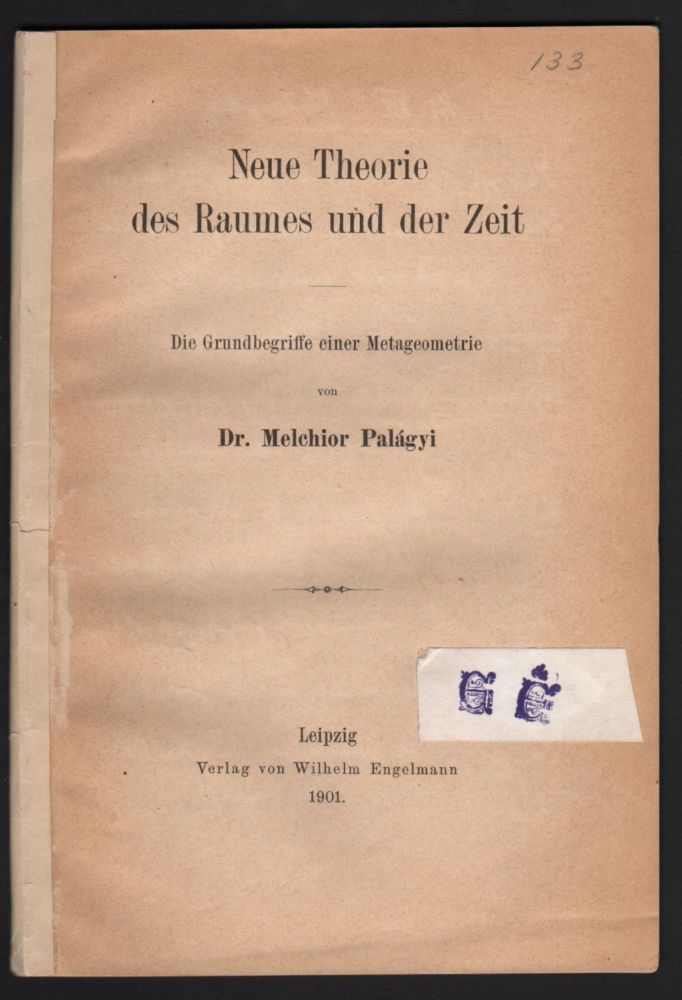 133
Neue Theorie
des Raumes und der Zeit
Die Grundbegriffe einer Metageometrie
von
Dr. Melchior Palágyi
Leipzig
Verlag von Wilhelm Engelmann
1901.